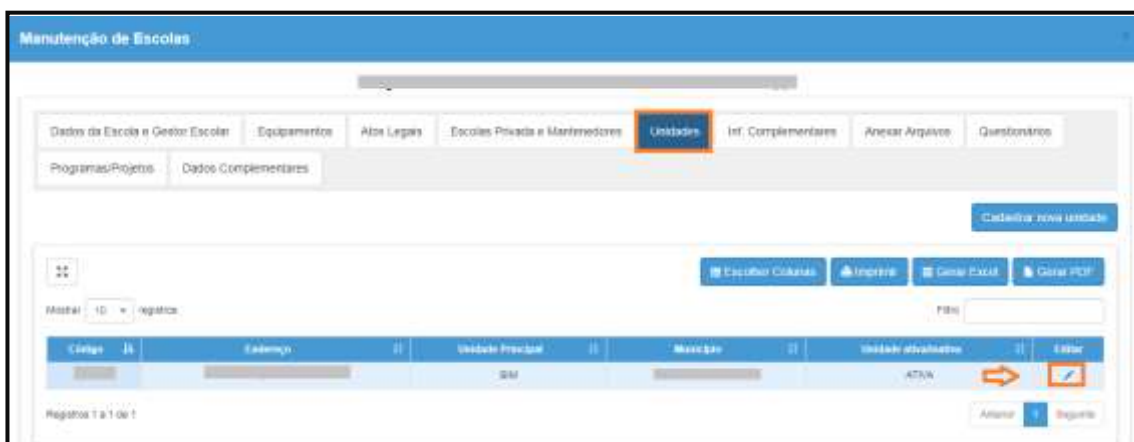 Manutenção de Escolas
Dados da Escola e Gestor Escolar Equipamentos Atos Legais Escolas Privada e Mantenedores Unidades Inf. Complementares Anexar Arquivos Questionários
Programas/Projetos Dados Complementares
Cadastrar nova unidade
Escolher Colunas Imprimir Gerar Excel Gerar PDF
Mostrar 10 registros Filtro
Código Endereço Unidade Principal Município Unidade ativa/inativa Editar
SIM ATIVA
Registros 1 a 1 de 1 Anterior 1 Seguinte